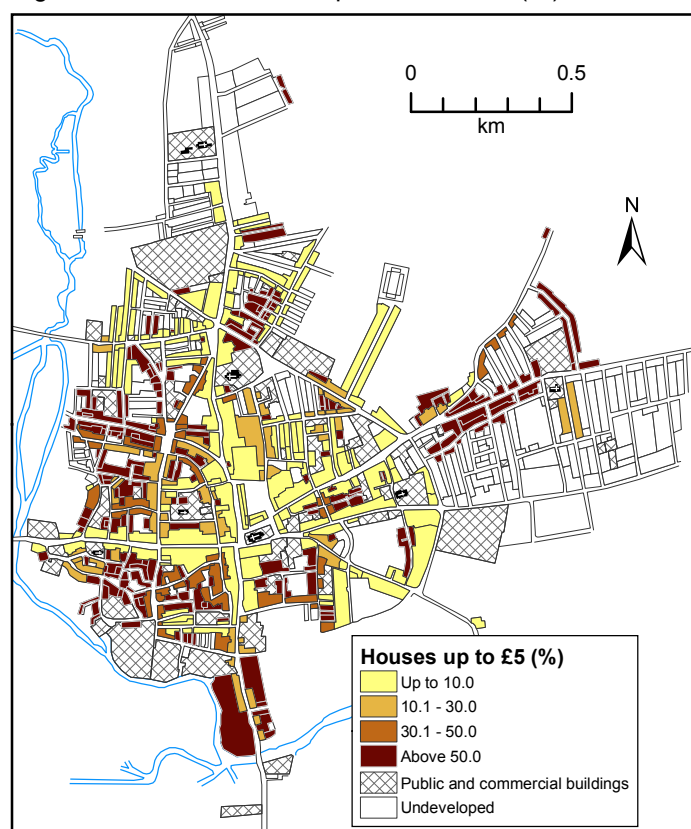 0 0.5
km
N
Houses up to £5 (%)
Up to 10.0
10.1 - 30.0
30.1 - 50.0
Above 50.0
Public and commercial buildings
Undeveloped